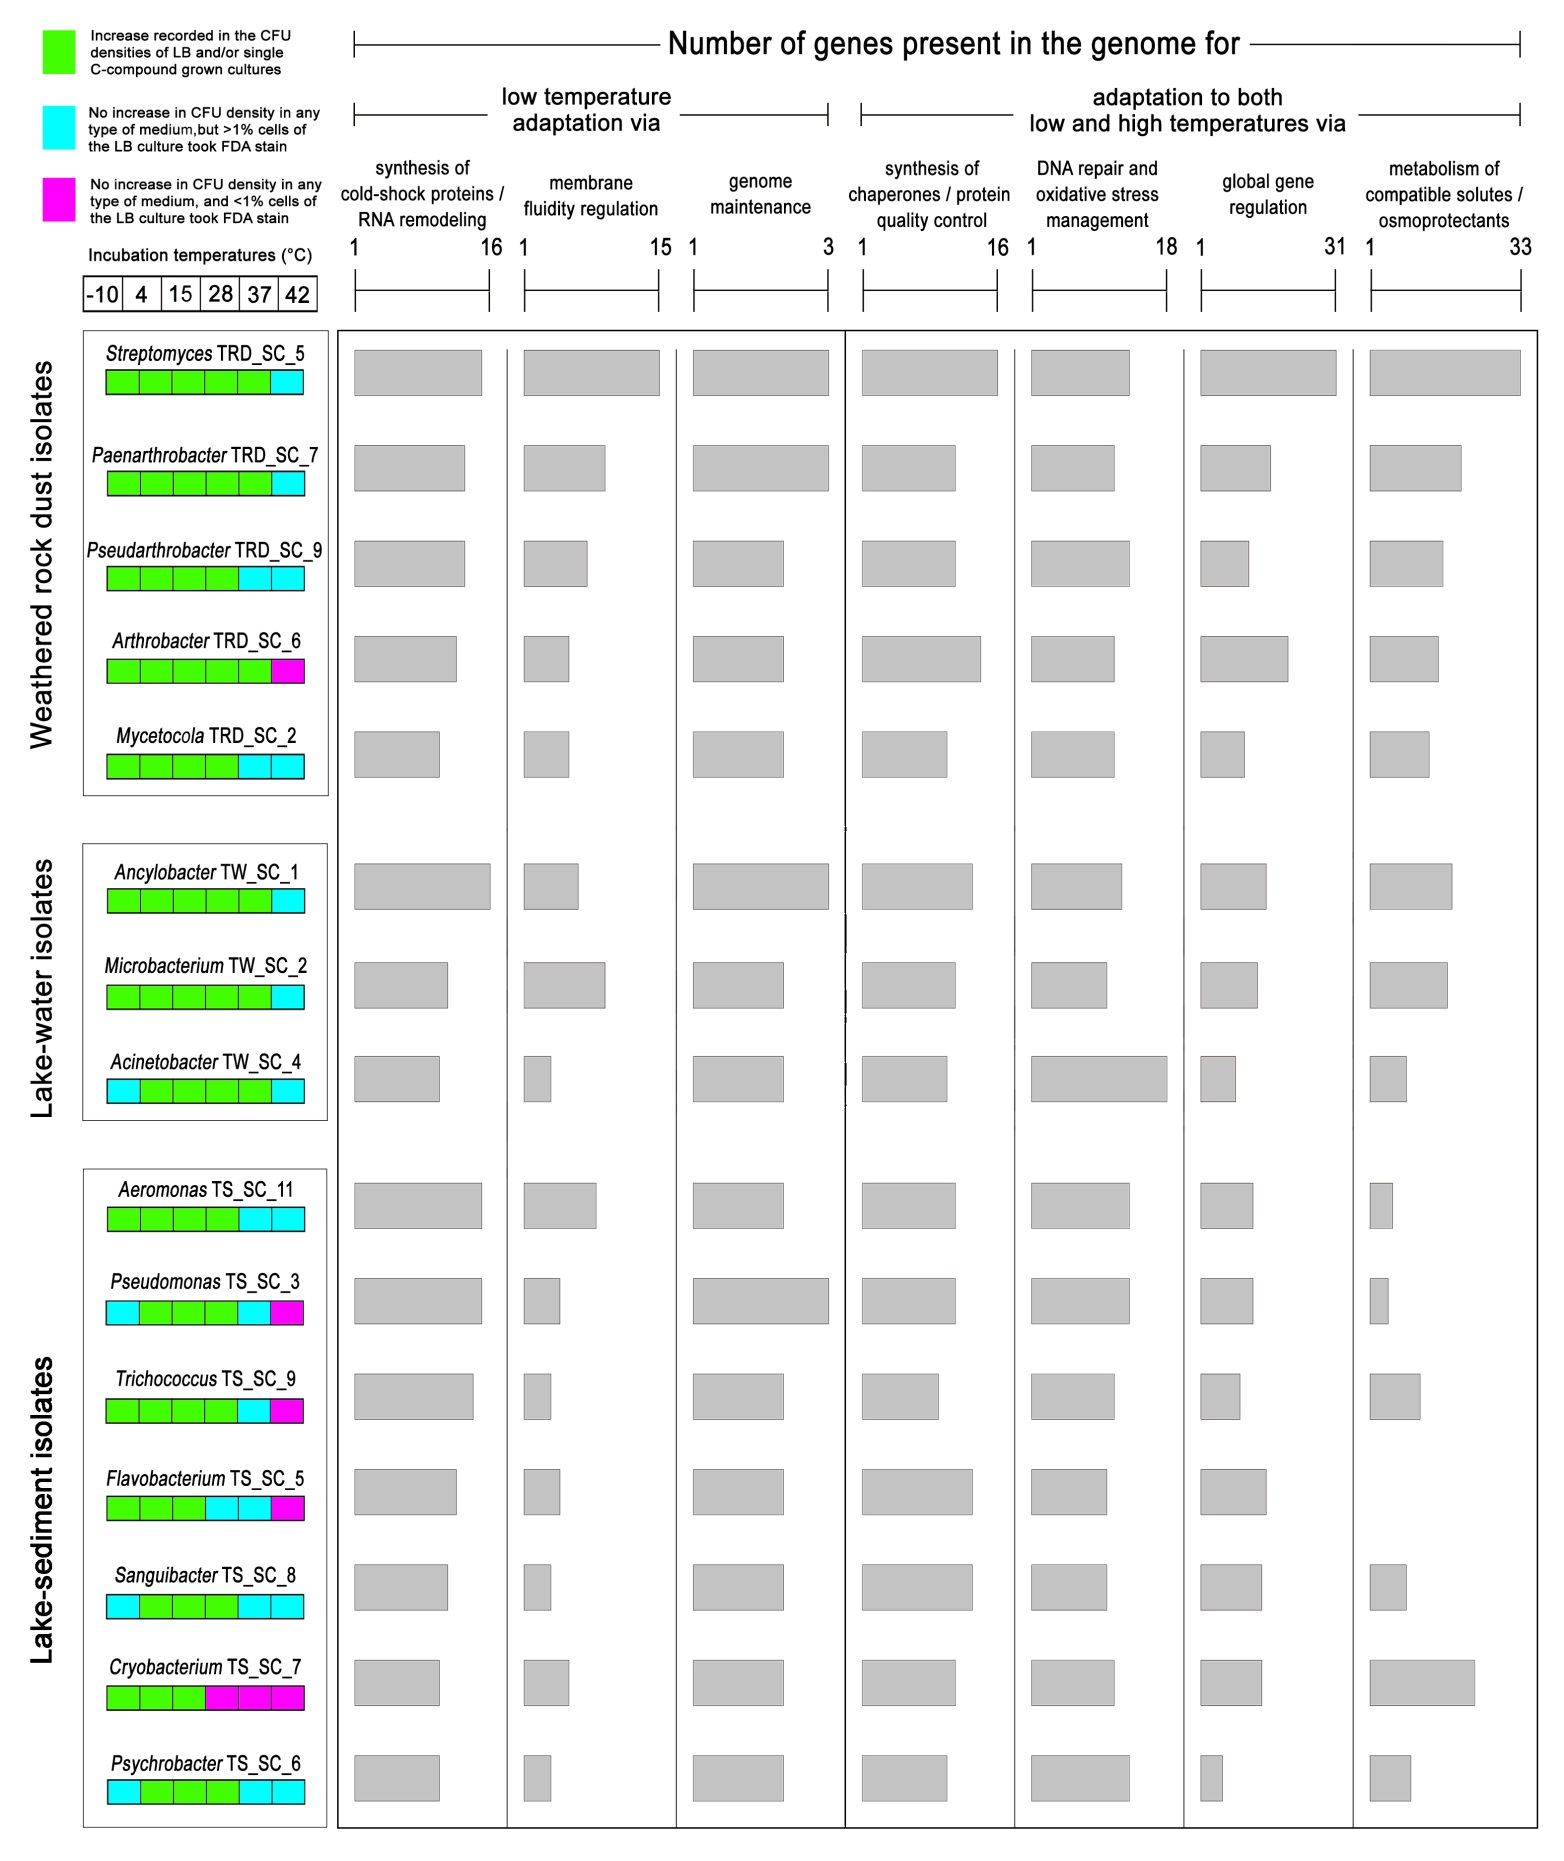 Increase recorded in the CFU
densities of LB and/or single
C-compound grown cultures
No increase in CFU density in any
type of medium,but >1% cells of
the LB culture took FDA stain
No increase in CFU density in any
type of medium, and <1% cells of
the LB culture took FDA stain
Incubation temperatures (°C)
-10 4 15 28 37 42
Number of genes present in the genome for
low temperature
adaptation via
adaptation to both
low and high temperatures via
synthesis of
cold-shock proteins /
RNA remodeling
1 16
membrane
fluidity regulation
1 15
genome
maintenance
1 3
synthesis of
chaperones / protein
quality control
1 16
DNA repair and
oxidative stress
management
1 18
global gene
regulation
1 31
metabolism of
compatible solutes /
osmoprotectants
1 33
Weathered rock dust isolates
Streptomyces TRD_SC_5
Paenarthrobacter TRD_SC_7
Pseudarthrobacter TRD_SC_9
Arthrobacter TRD_SC_6
Mycetocola TRD_SC_2
Lake-water isolates
Ancylobacter TW_SC_1
Microbacterium TW_SC_2
Acinetobacter TW_SC_4
Lake-sediment isolates
Aeromonas TS_SC_11
Pseudomonas TS_SC_3
Trichococcus TS_SC_9
Flavobacterium TS_SC_5
Sanguibacter TS_SC_8
Cryobacterium TS_SC_7
Psychrobacter TS_SC_6